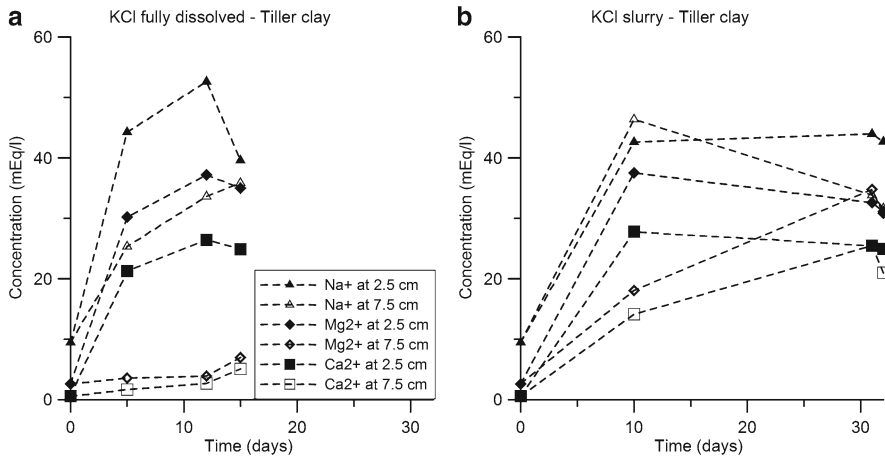 a
KCl fully dissolved - Tiller clay
60
40
20
0
Concentration (mEq/l)
0
10
20
30
Time (days)
Na+ at 2.5 cm
Na+ at 7.5 cm
Mg2+ at 2.5 cm
Mg2+ at 7.5 cm
Ca2+ at 2.5 cm
Ca2+ at 7.5 cm
b
KCl slurry - Tiller clay
60
40
20
0
Concentration (mEq/l)
0
10
20
30
Time (days)